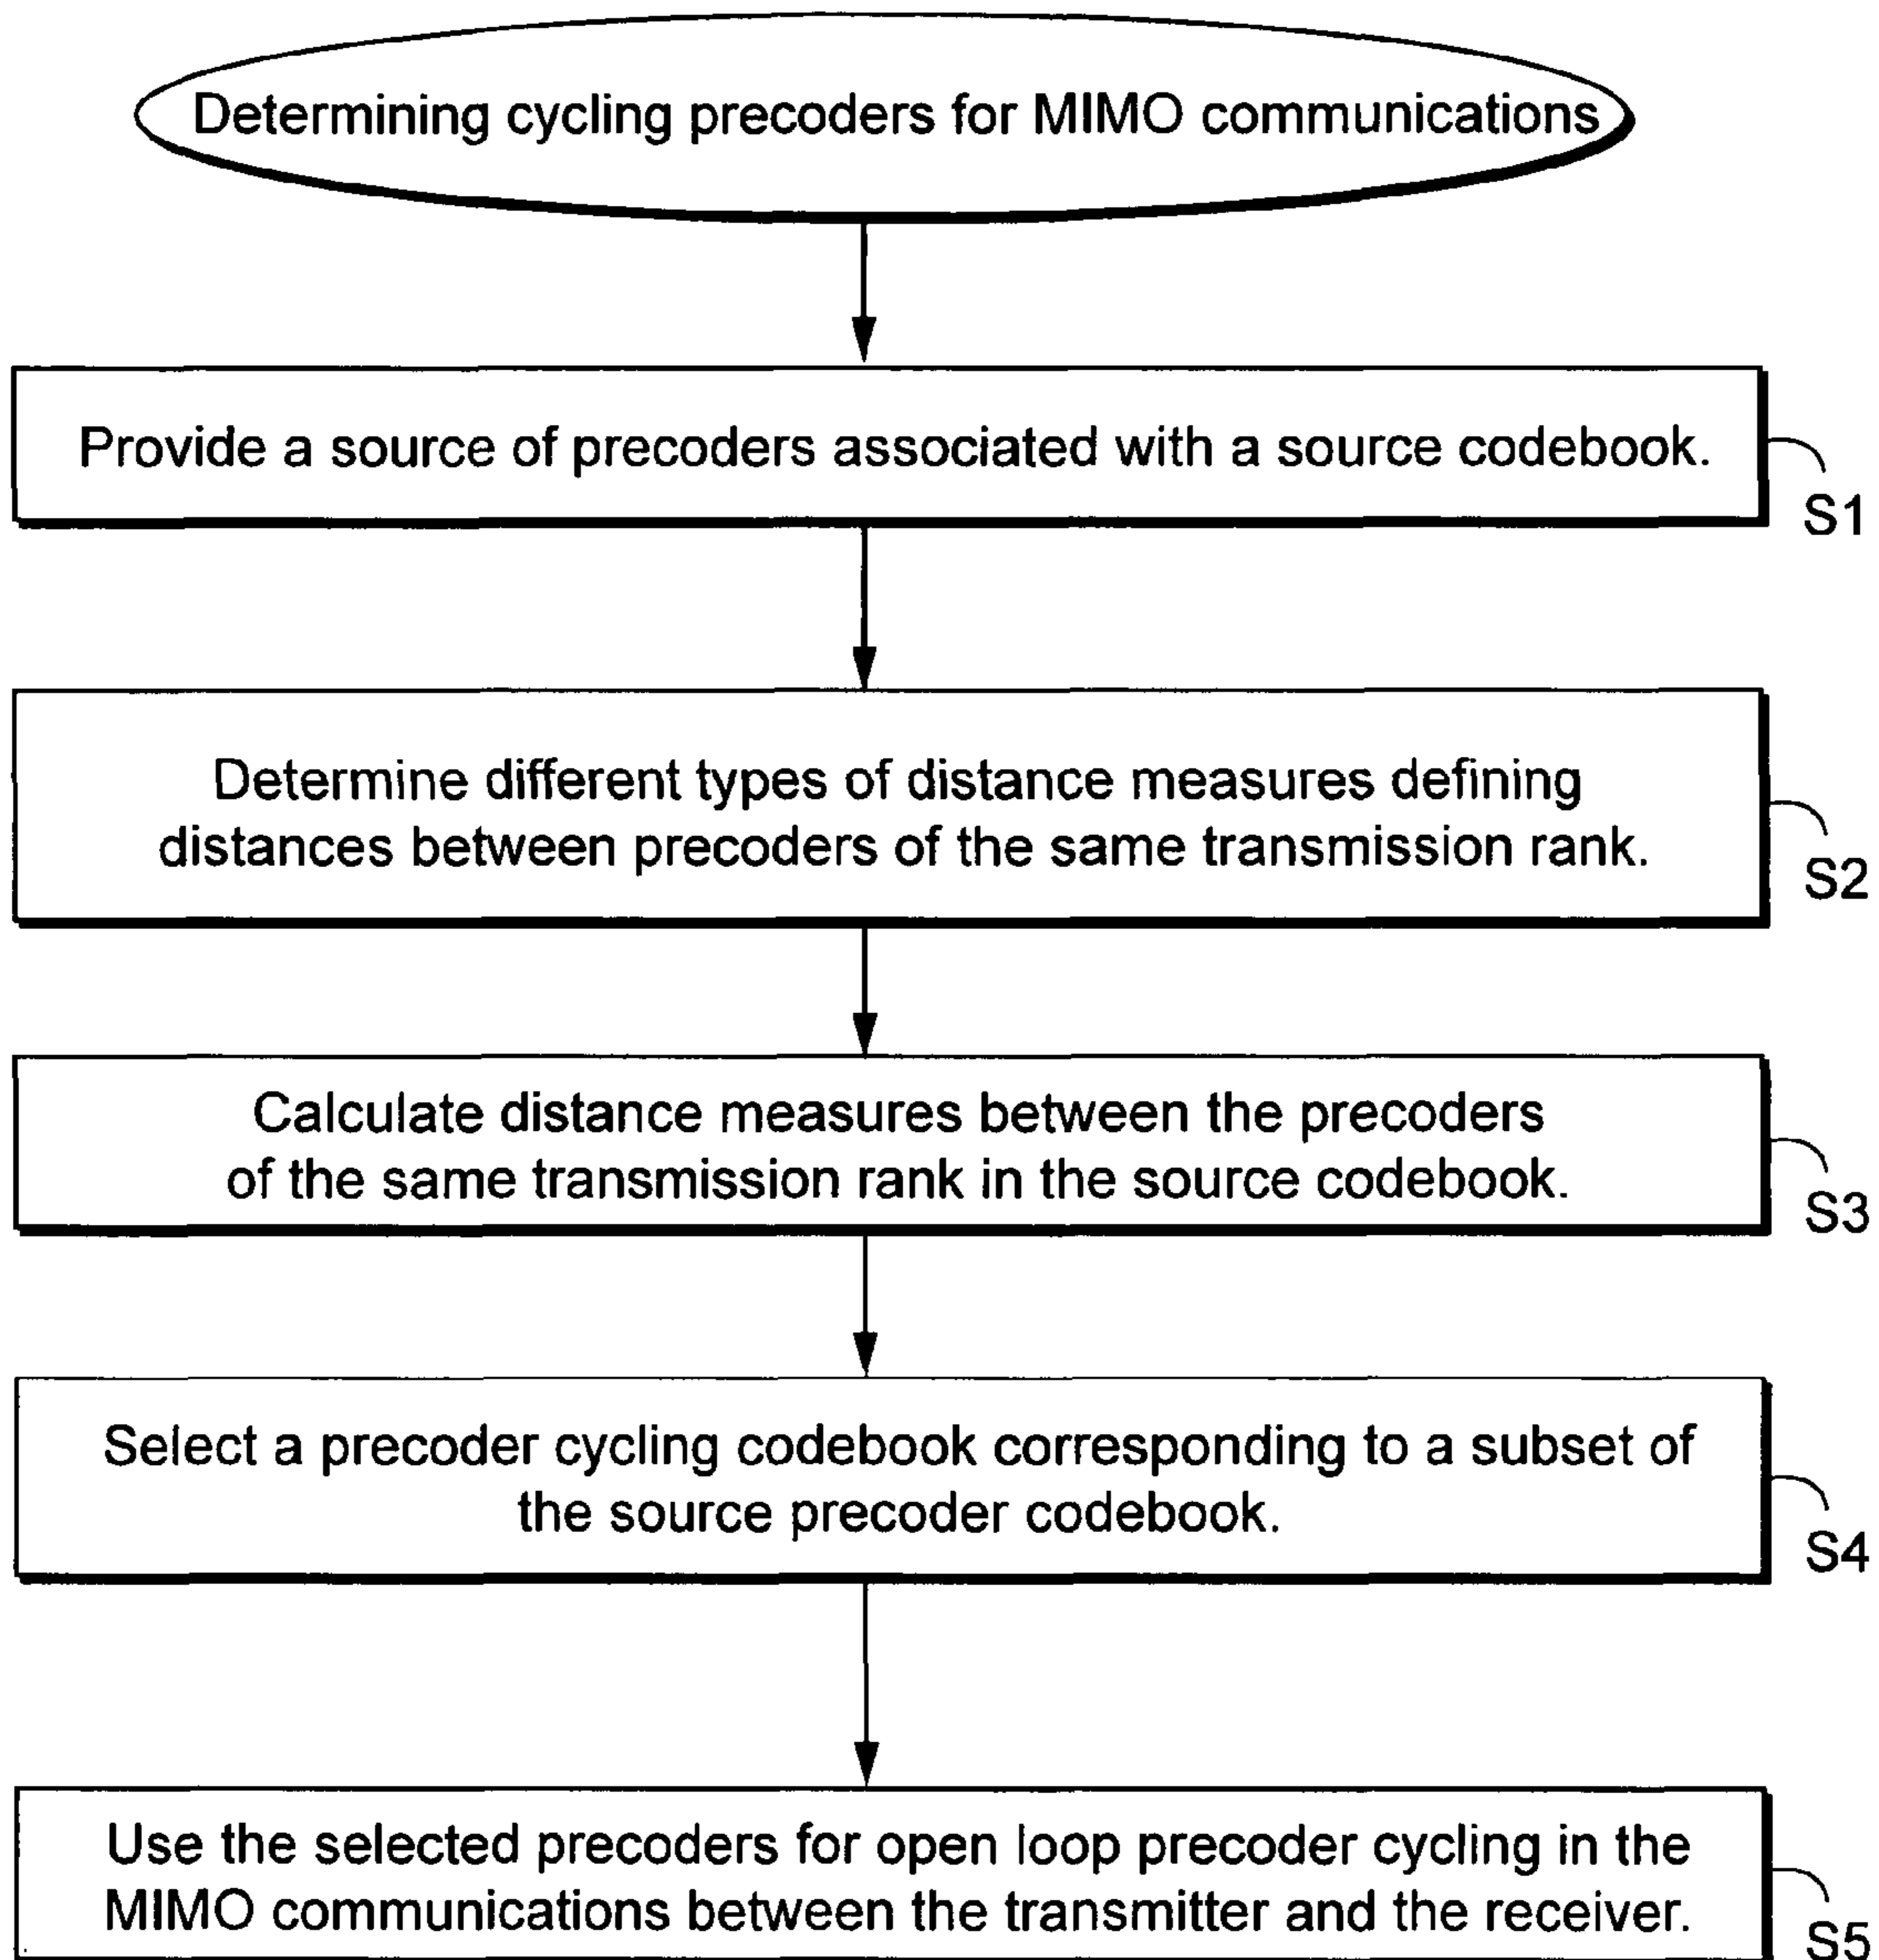 Determining cycling precoders for MIMO communications
Provide a source of precoders associated with a source codebook.
S1
Determine different types of distance measures defining
distances between precoders of the same transmission rank.
S2
Calculate distance measures between the precoders
of the same transmission rank in the source codebook.
S3
Select a precoder cycling codebook corresponding to a subset of
the source precoder codebook.
S4
Use the selected precoders for open loop precoder cycling in the
MIMO communications between the transmitter and the receiver.
S5